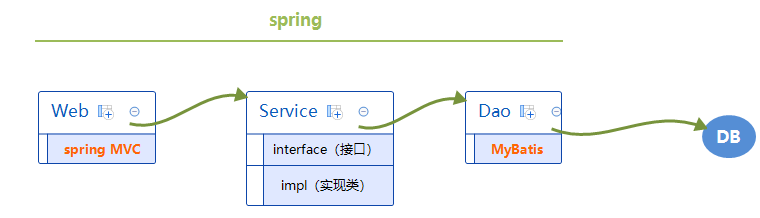 spring
Web
spring MVC
Service
interface（接口）
impl（实现类）
Dao
MyBatis
DB